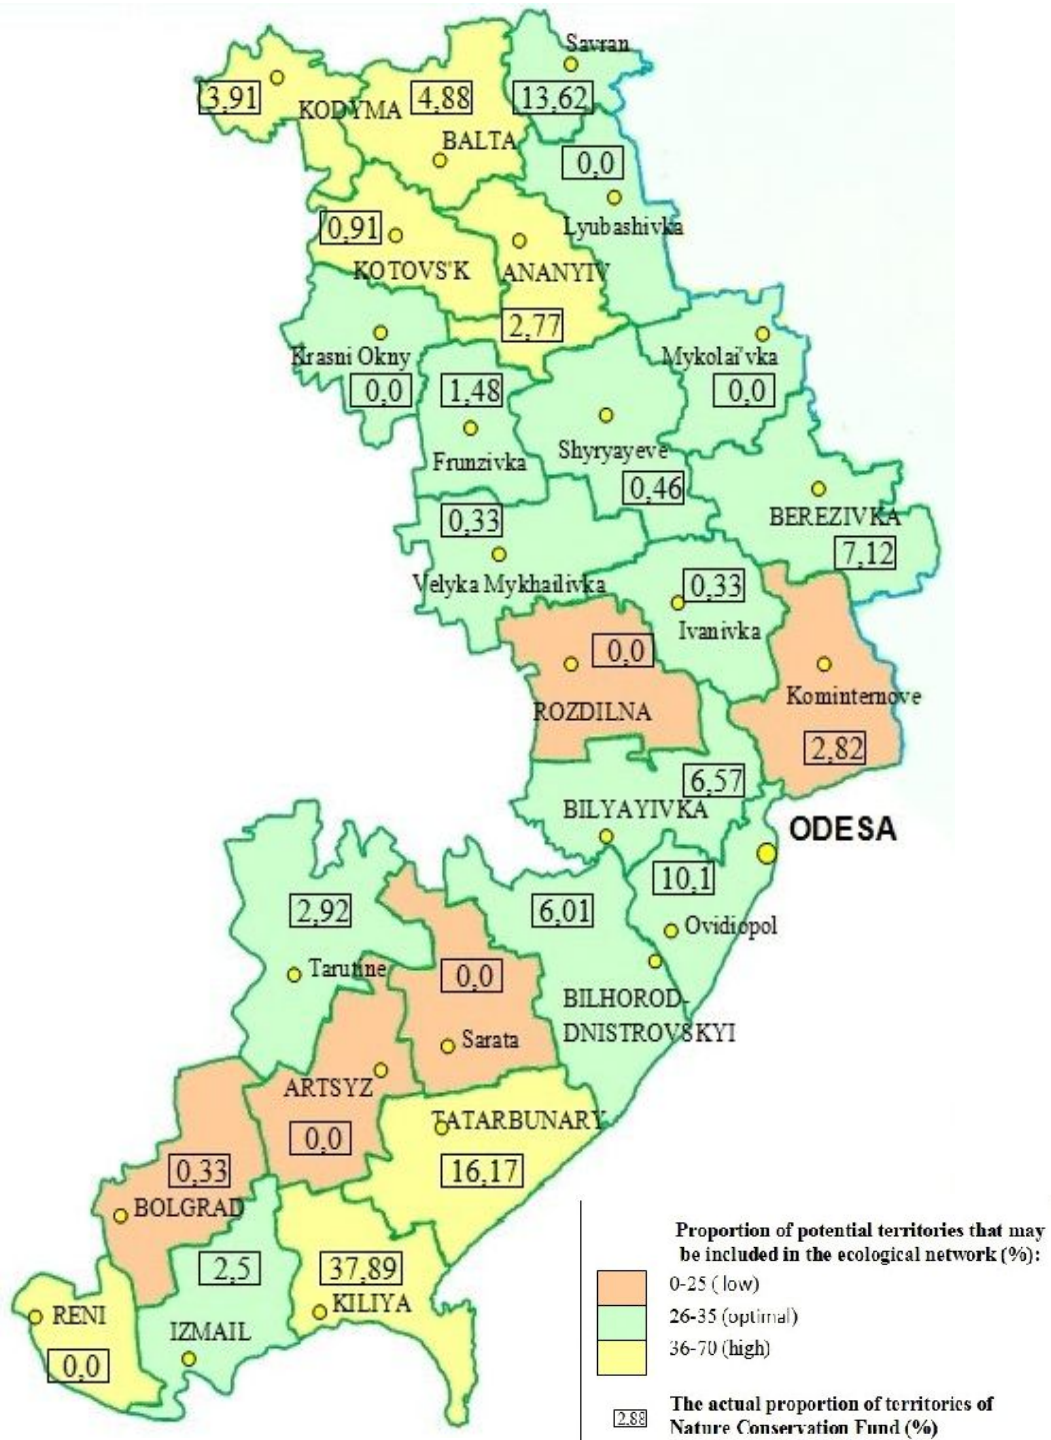 Savran
3,91
KODYMA
4,88
13,62
BALTA
0,0
Lyubashivka
0,91
KOTOVS'K
ANANYIV
2,77
Krasni Okny
0,0
Mykolai'vka
0,0
1,48
Frunzivka
Shyryayeve
0,46
BEREZIVKA
7,12
0,33
Velyka Mykhailivka
0,33
Ivanivka
0,0
ROZDILNA
Kominternove
2,82
6,57
BILYAYIVKA
ODESA
10,1
Ovidiopol
2,92
Tarutine
6,01
BILHOROD-
DNISTROVSKYI
0,0
Sarata
ARTSYZ
0,0
TATARBUNARY
16,17
0,33
BOLGRAD
2,5
IZMAIL
37,89
KILIYA
RENI
0,0
Proportion of potential territories that may
be included in the ecological network (%):
0-25 ( low)
26-35 (optimal)
36-70 (high)
2,88
The actual proportion of territories of
Nature Conservation Fund (%)